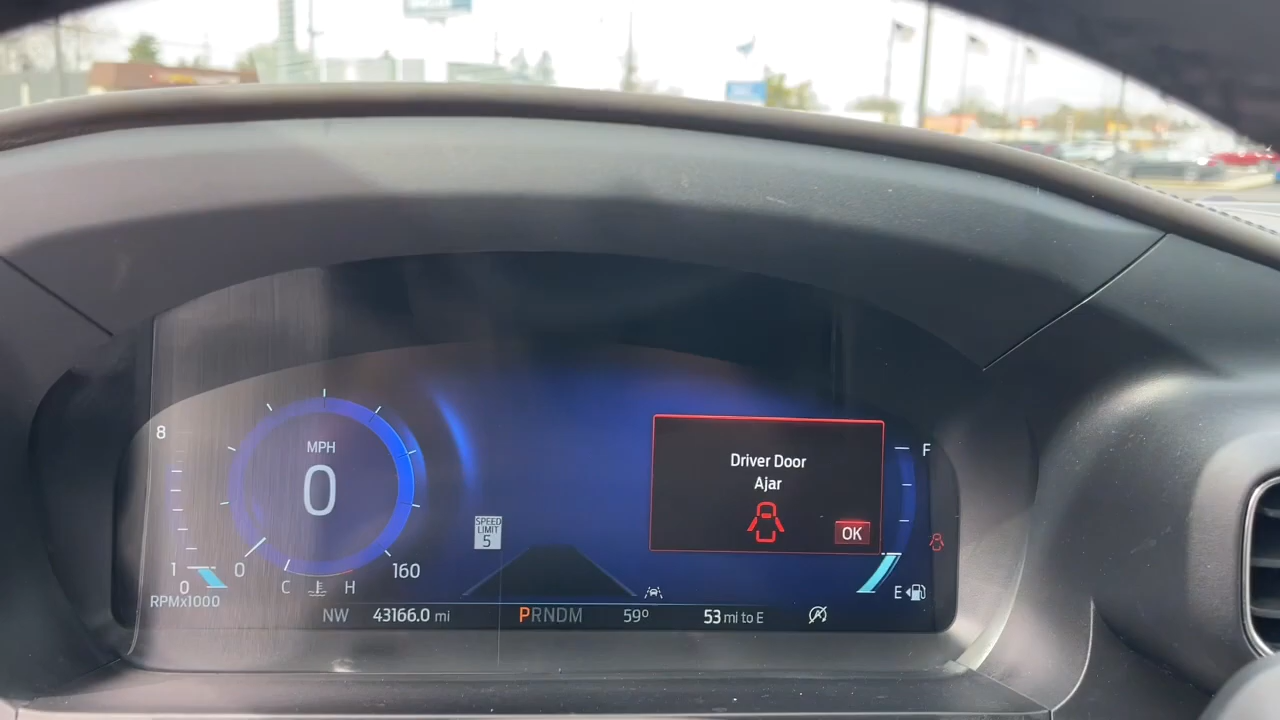 8
MPH
0
SPEED
LIMIT
5
Driver Door
Ajar
OK
F
1
0
RPMx1000
0
160
C
H
E
NW
43166.0 mi
PRNDM
59°
53 mi to E